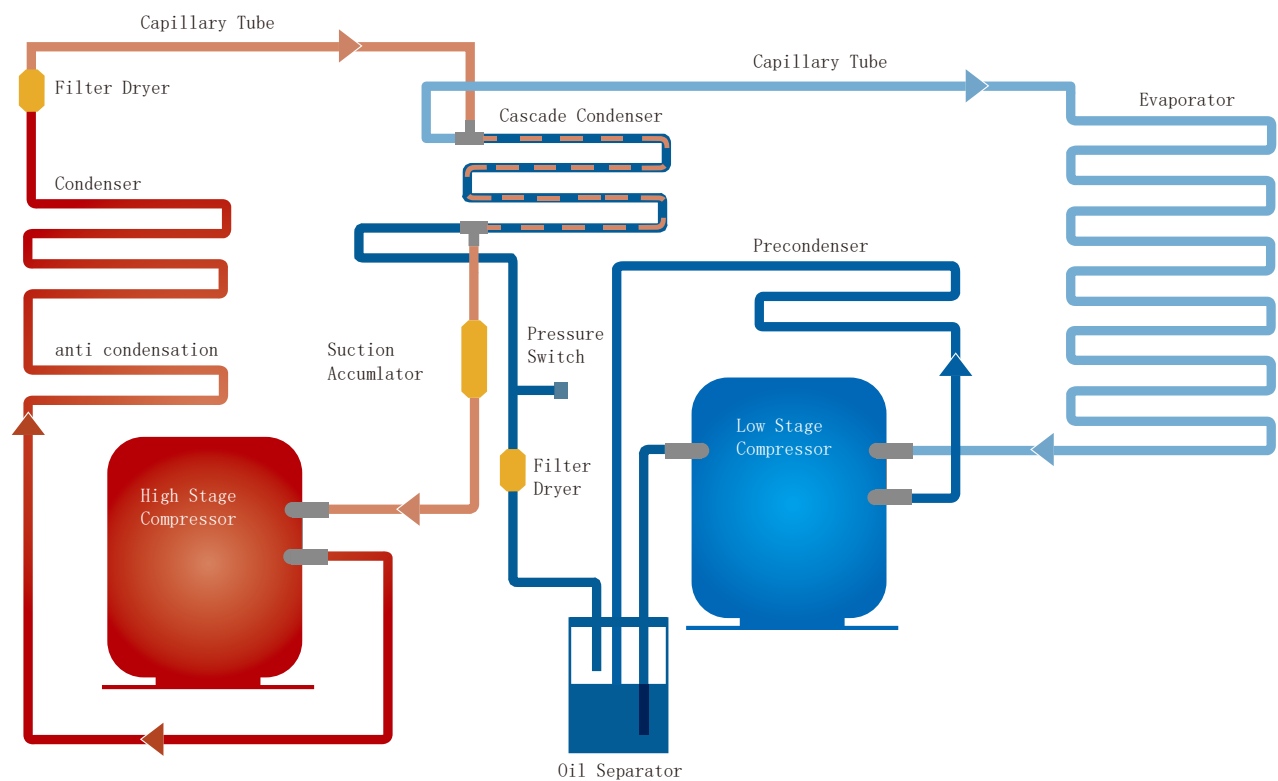 Capillary Tube
Filter Dryer
Capillary Tube
Evaporator
Cascade Condenser
Condenser
Precondenser
anti condensation
Suction
Accumlator
Pressure
Switch
Low Stage
Compressor
Filter
Dryer
High Stage
Compressor
Oil Separator